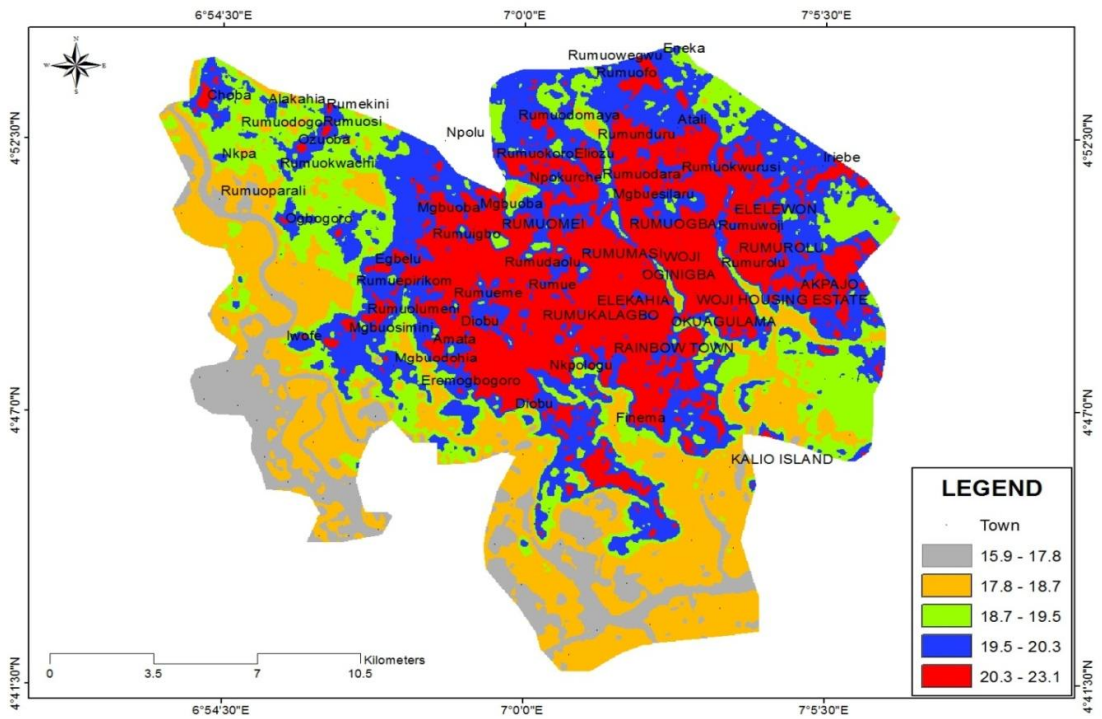 6°54'30"E 7°0'0"E 7°5'30"E
N
W E
S
Eneka
Rumuowegwu
Rumuofo
Choba
Alakahia
Rumekini
Rumuodomaya
Atali
Rumuodogo
Rumuosi
Npolu
Rumunduru
4°52'30"N
4°52'30"N
Ozuoba
Nkpa
Rumuokwachi
Rumuokoro
Eliozu
Iriebe
Rumuokwurusi
Npokurche
Rumuodara
Rumuoparali
Mgbuesilaru
Mgbuoba
Mgbuoba
ELELEWON
Ogbogoro
RUMUOMEI
RUMUOGBA
Rumuwoji
Rumuigbo
RUMUROLU
Egbelu
Rumudaolu
RUMUMASI
WOJI
Rumurolu
OGINIGBA
Rumuepirikom
Rumueme
Rumue
AKPAJO
ELEKAHIA
WOJI HOUSING ESTATE
Rumuolumeni
RUMUKALAGBO
Diobu
OKUAGULAMA
Mgbuosimini
Iwofe
Amata
RAINBOW TOWN
Mgbuodohia
Nkpologu
Eremogbogoro
Diobu
4°47'0"N
4°47'0"N
Finema
KALIO ISLAND
LEGEND
Town
15.9 - 17.8
17.8 - 18.7
18.7 - 19.5
19.5 - 20.3
20.3 - 23.1
Kilometers
0 3.5 7 10.5
4°41'30"N
4°41'30"N
6°54'30"E 7°0'0"E 7°5'30"E